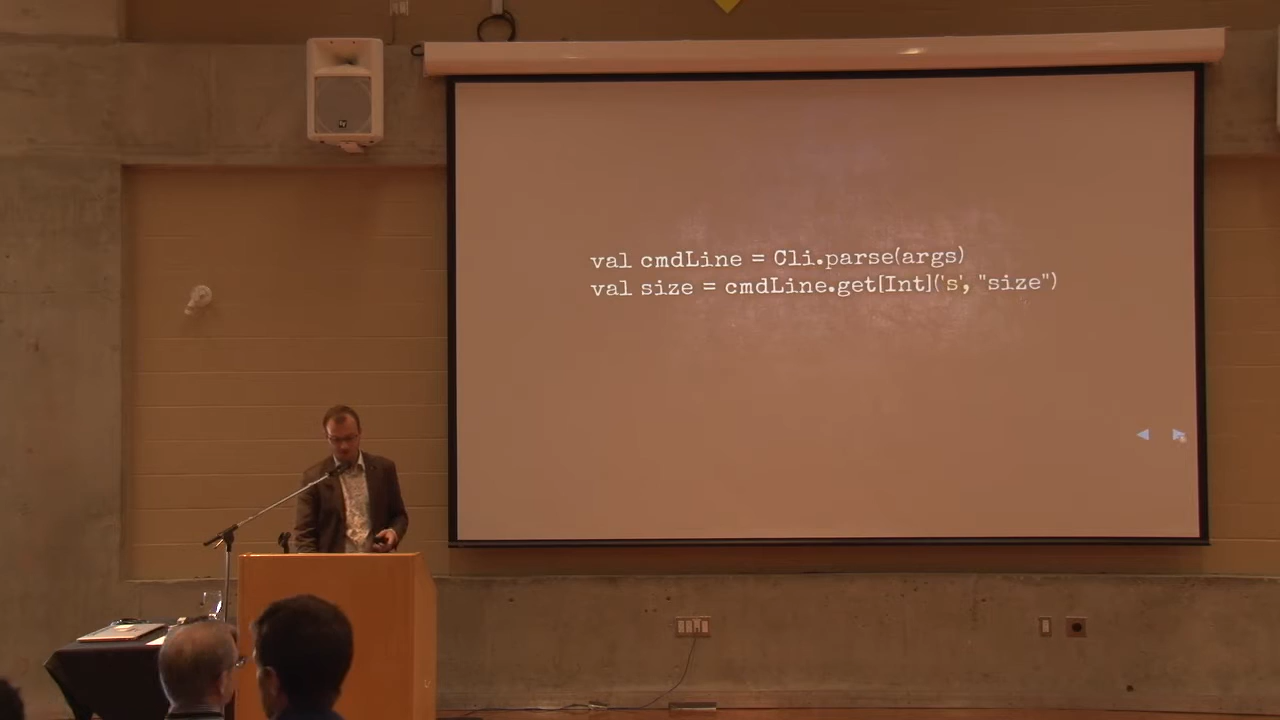 val cmdLine = Cli.parse(args)
val size = cmdLine.get[Int]('s', "size")